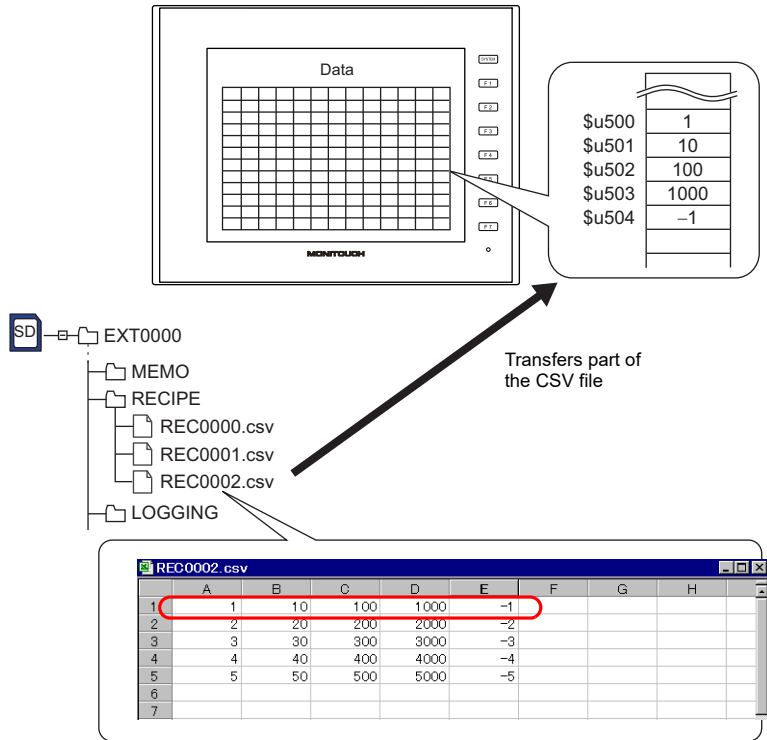 Data
SYSTEM
F1
F2
F3
F4
F5
F6
F7
MONITOUCH
$u500 1
$u501 10
$u502 100
$u503 1000
$u504 −1
SD
EXT0000
MEMO
RECIPE
REC0000.csv
REC0001.csv
REC0002.csv
LOGGING
Transfers part of
the CSV file
REC0002.csv
A B C D E F G H
1 1 10 100 1000 -1
2 2 20 200 2000 -2
3 3 30 300 3000 -3
4 4 40 400 4000 -4
5 5 50 500 5000 -5
6
7